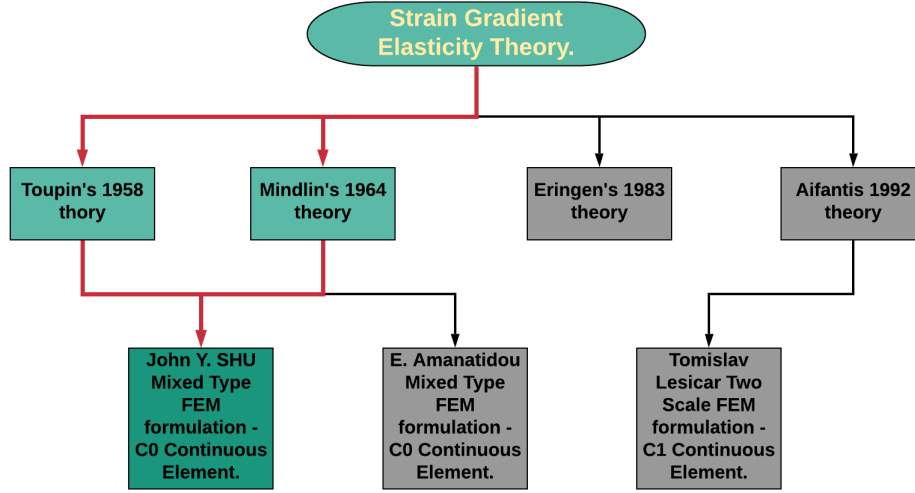 Strain Gradient
Elasticity Theory.
Toupin's 1958
thory
Mindlin's 1964
theory
Eringen's 1983
theory
Aifantis 1992
theory
John Y. SHU
Mixed Type
FEM
formulation -
C0 Continuous
Element.
E. Amanatidou
Mixed Type
FEM
formulation -
C0 Continuous
Element.
Tomislav
Lesicar Two
Scale FEM
formulation -
C1 Continuous
Element.